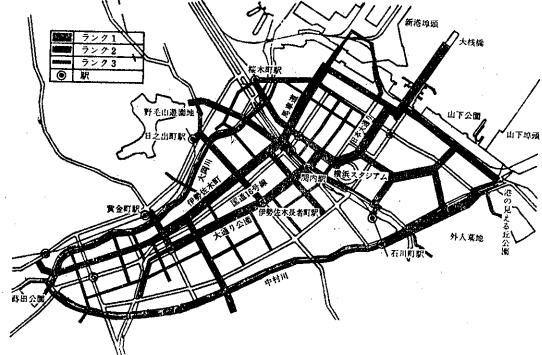 ランク1
ランク2
ランク3
駅
新港埠頭
大桟橋
桜木町駅
馬車道
日本大通り
山下公園
山下埠頭
野毛山遊園地
日之出町駅
大岡川
伊勢佐木町
国道16号線
関内駅
横浜スタジアム
港の見える丘公園
黄金町駅
伊勢佐木長者町駅
大通り公園
外人墓地
石川町駅
中村川
蒔田公園